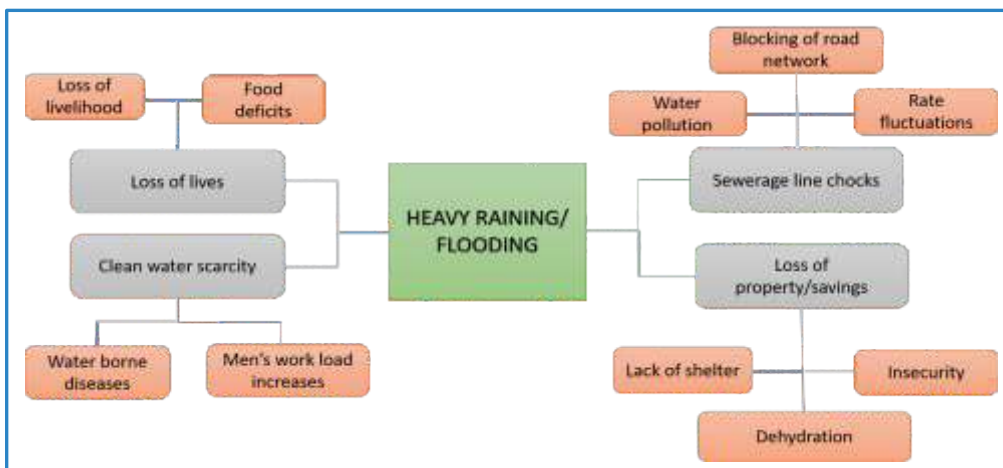 Blocking of road
network
Loss of
livelihood
Food
deficits
Water
pollution
Rate
fluctuations
Loss of lives
Sewerage line chocks
HEAVY RAINING/
FLOODING
Clean water scarcity
Loss of
property/savings
Water borne
diseases
Men's work load
increases
Lack of shelter
Insecurity
Dehydration